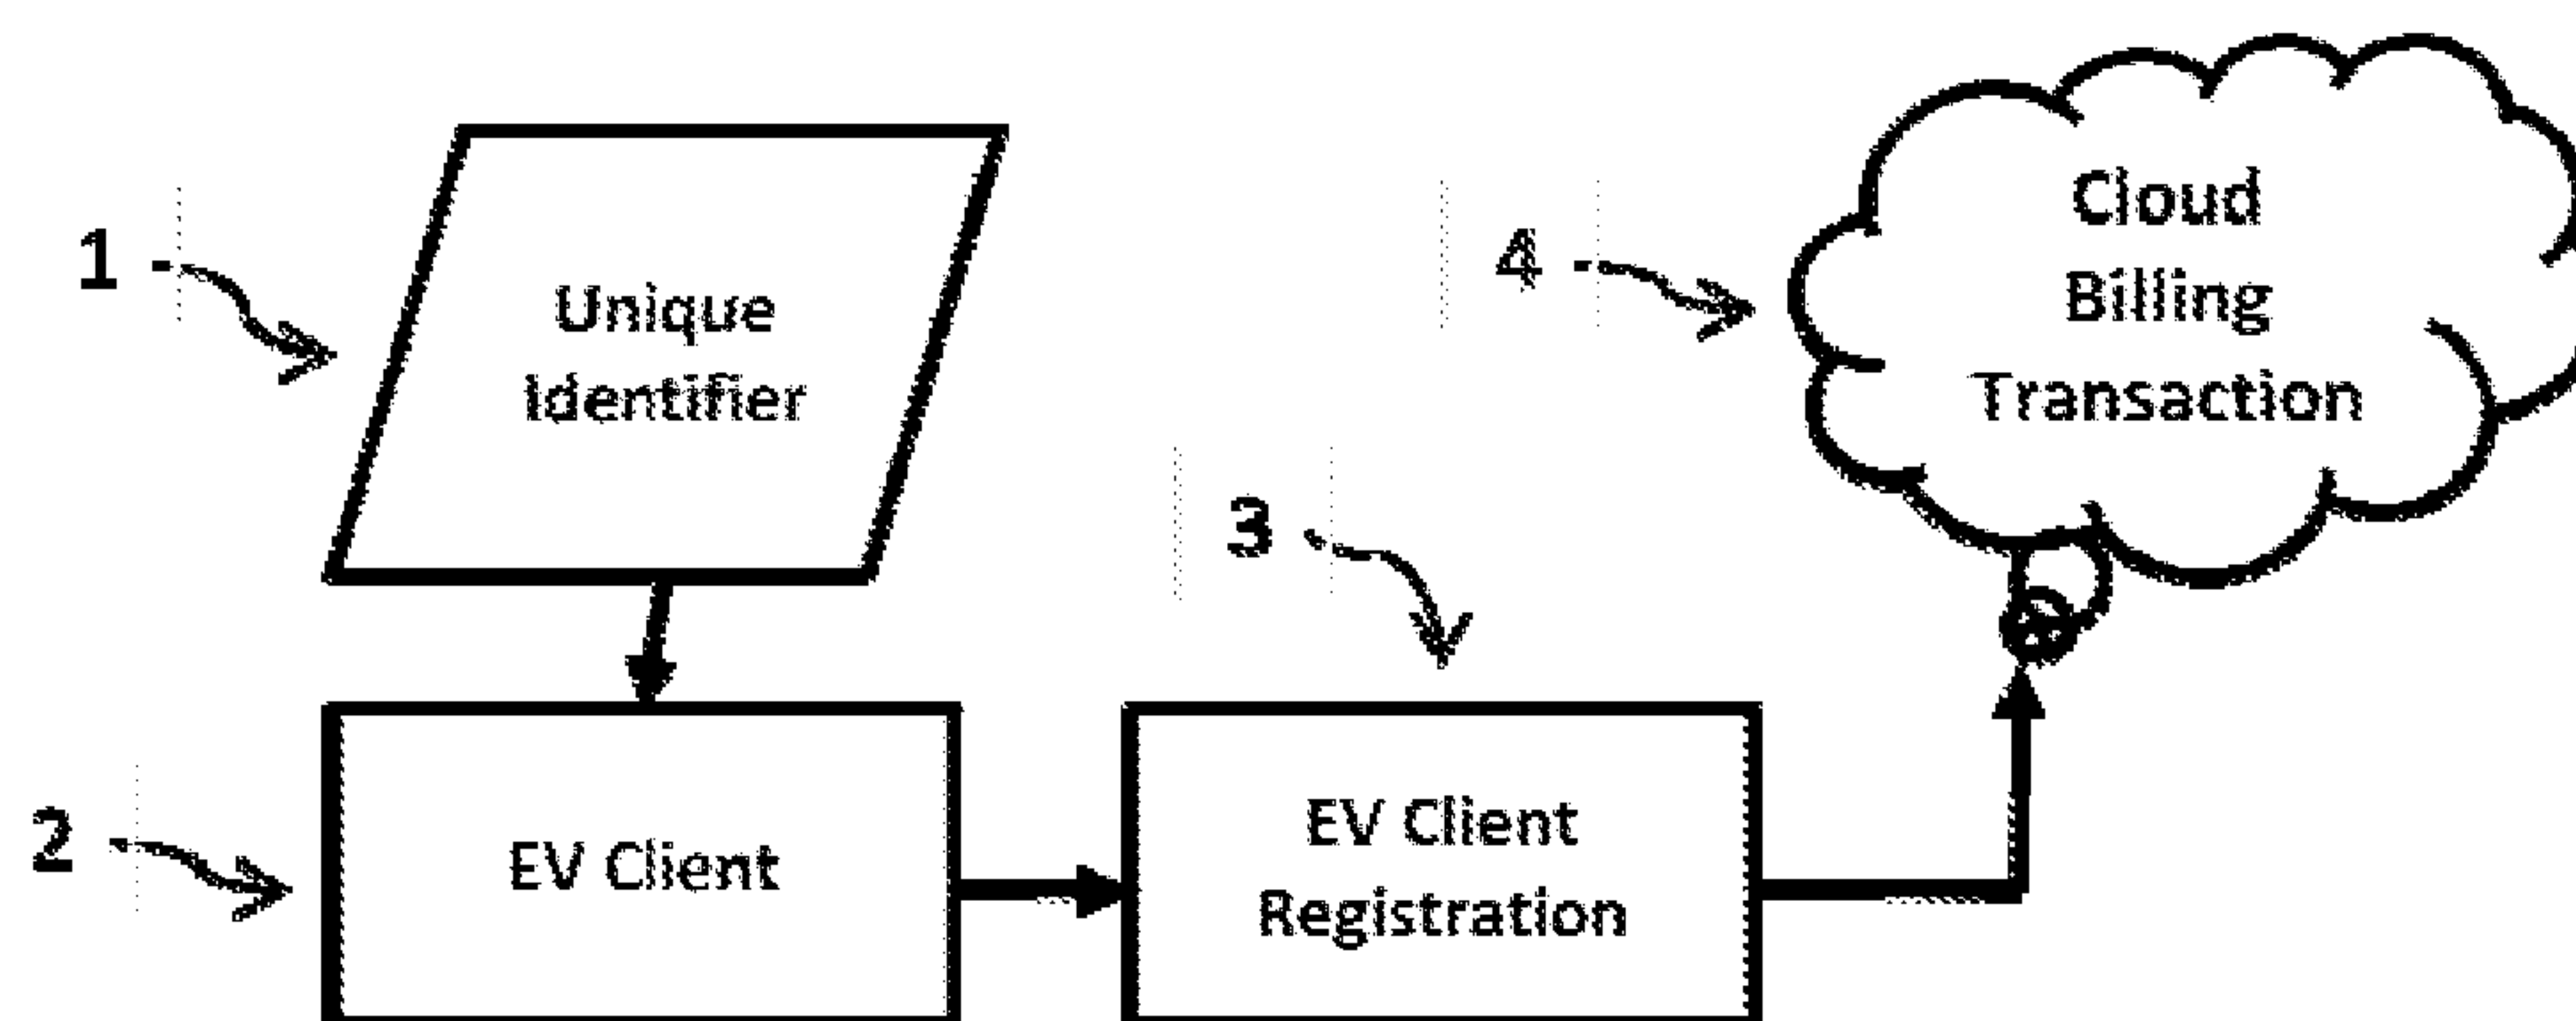 1
Unique
Identifier
2
EV Client
3
EV Client
Registration
4
Cloud
Billing
Transaction